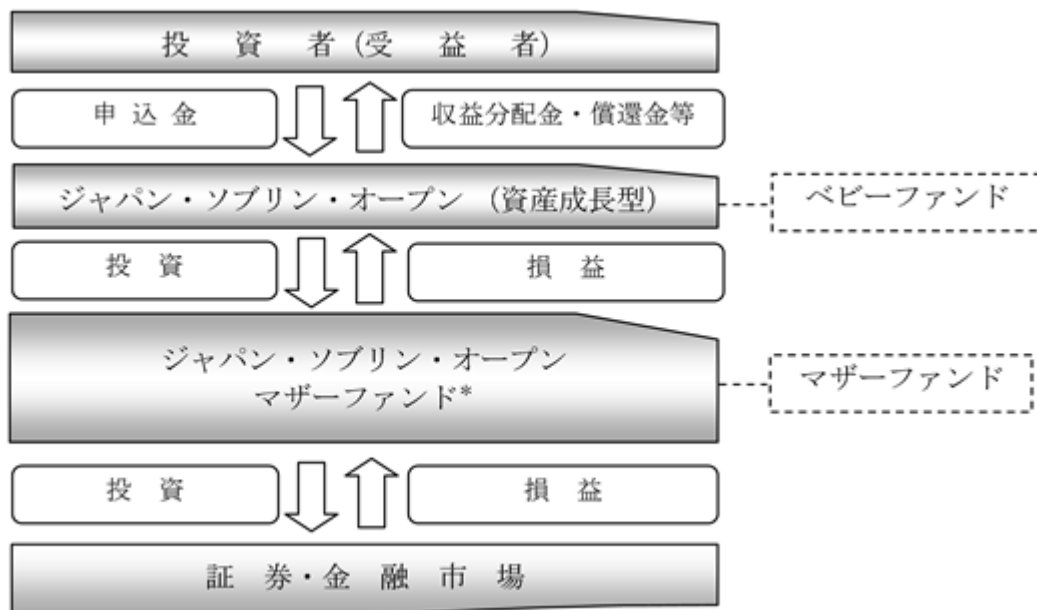 投資者(受益者)
申込金
収益分配金・償還金等
ジャパン・ソブリン・オープン (資産成長型)
ベビーファンド
投資
損益
ジャパン・ソブリン・オープン
マザーファンド*
マザーファンド
投資
損益
証券・金融市場